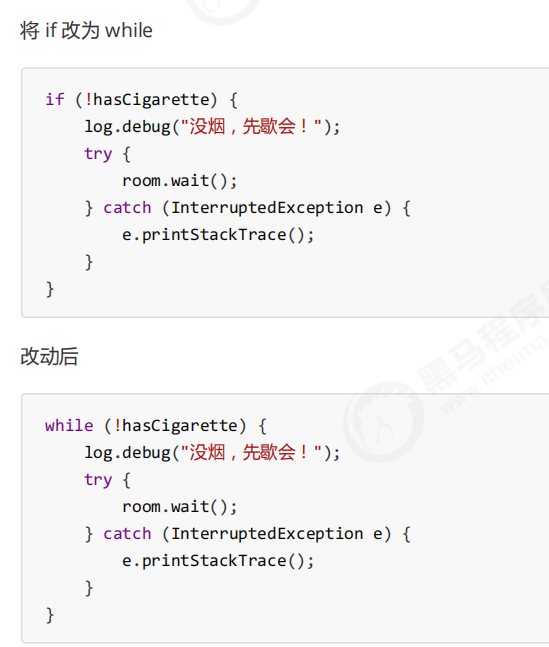 将 if 改为 while
if (!hasCigarette) {
    log.debug("没烟，先歇会！");
    try {
        room.wait();
    } catch (InterruptedException e) {
        e.printStackTrace();
    }
}
改动后
while (!hasCigarette) {
    log.debug("没烟，先歇会！");
    try {
        room.wait();
    } catch (InterruptedException e) {
        e.printStackTrace();
    }
}
黑马程序
www.itheima